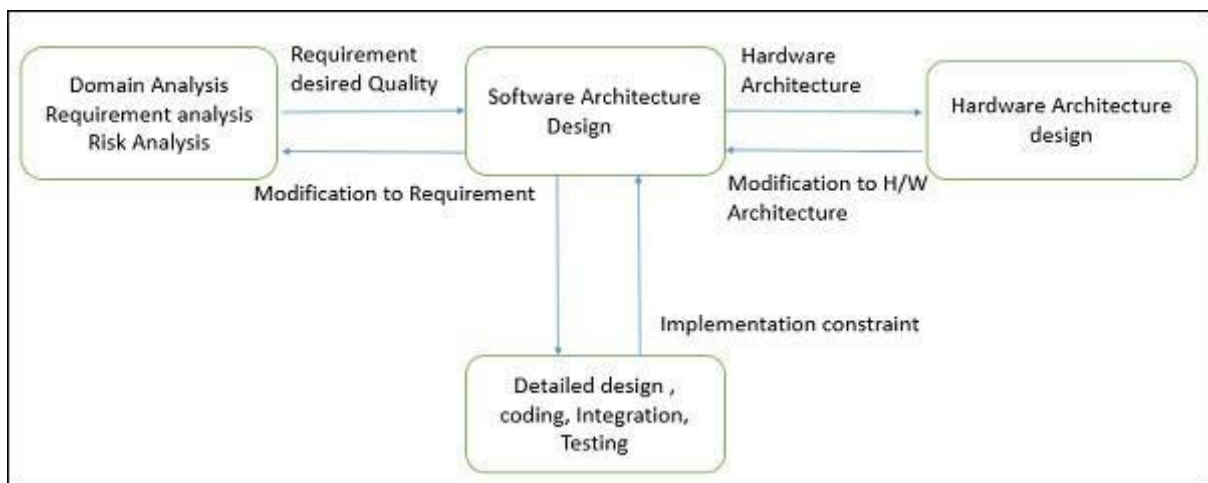 Domain Analysis
Requirement analysis
Risk Analysis
Requirement
desired Quality
Modification to Requirement
Software Architecture
Design
Hardware
Architecture
Modification to H/W
Architecture
Hardware Architecture
design
Implementation constraint
Detailed design ,
coding, Integration,
Testing